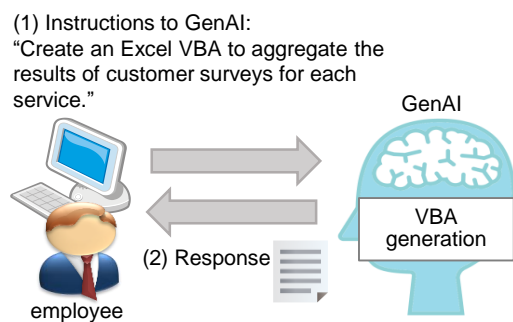 (1) Instructions to GenAI:
“Create an Excel VBA to aggregate the
results of customer surveys for each
service.”
GenAI
VBA
generation
(2) Response
employee